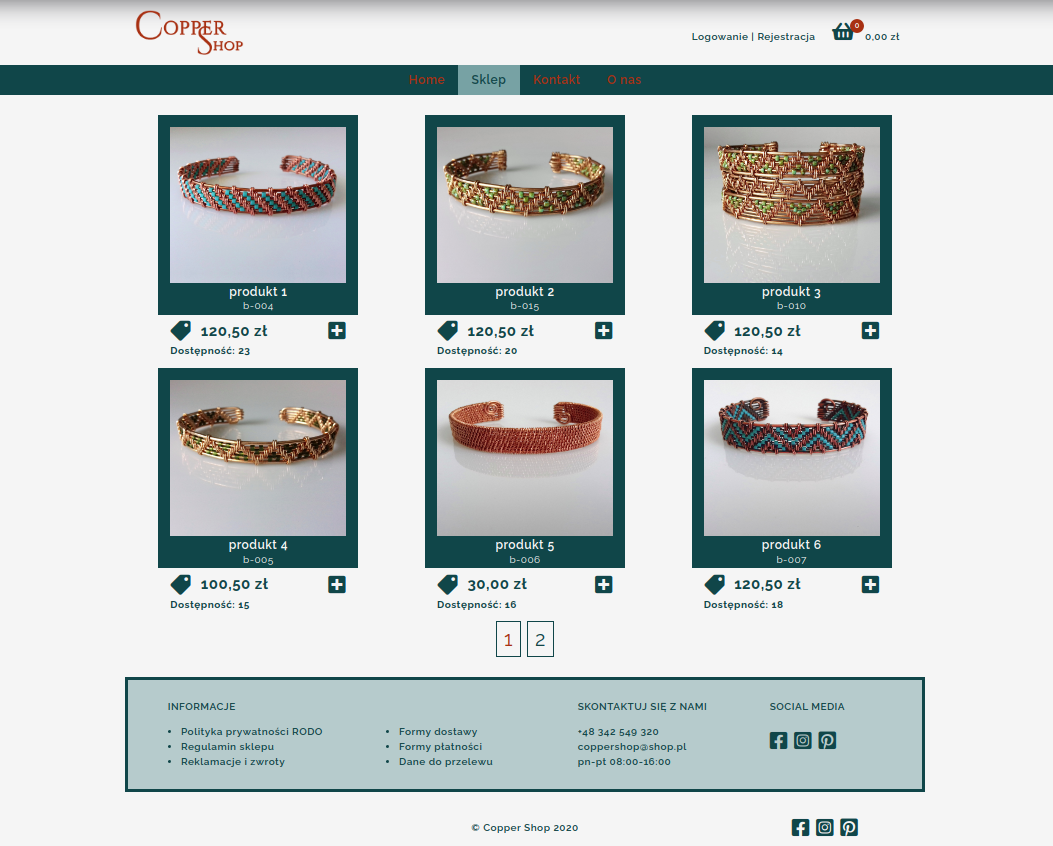 Copper
Shop
Logowanie | Rejestracja
0
0,00 zł
Home
Sklep
Kontakt
O nas
produkt 1
b-004
120,50 zł
Dostępność: 23
produkt 2
b-015
120,50 zł
Dostępność: 20
produkt 3
b-010
120,50 zł
Dostępność: 14
produkt 4
b-005
100,50 zł
Dostępność: 15
produkt 5
b-006
30,00 zł
Dostępność: 16
produkt 6
b-007
120,50 zł
Dostępność: 18
1
2
INFORMACJE
Polityka prywatności RODO
Regulamin sklepu
Reklamacje i zwroty
Formy dostawy
Formy płatności
Dane do przelewu
SKONTAKTUJ SIĘ Z NAMI
+48 342 549 320
coppershop@shop.pl
pn-pt 08:00-16:00
SOCIAL MEDIA
© Copper Shop 2020